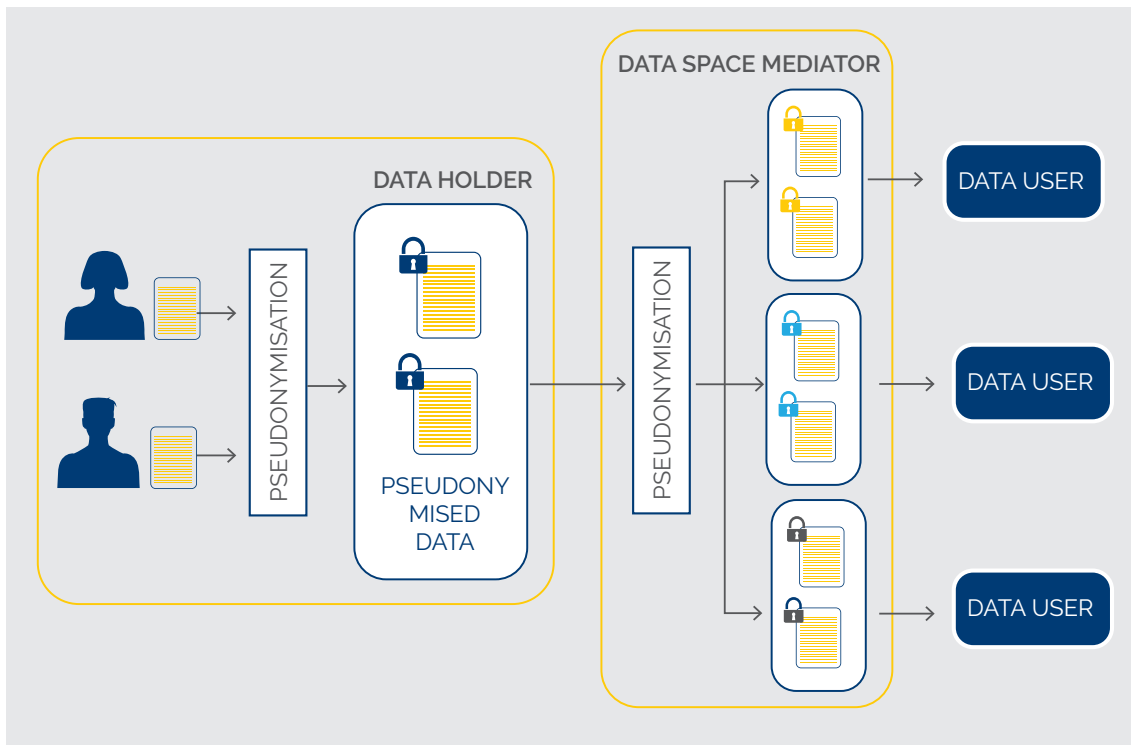 DATA SPACE MEDIATOR
DATA HOLDER
PSEUDONYMISATION
PSEUDONY
MISED
DATA
PSEUDONYMISATION
DATA USER
DATA USER
DATA USER